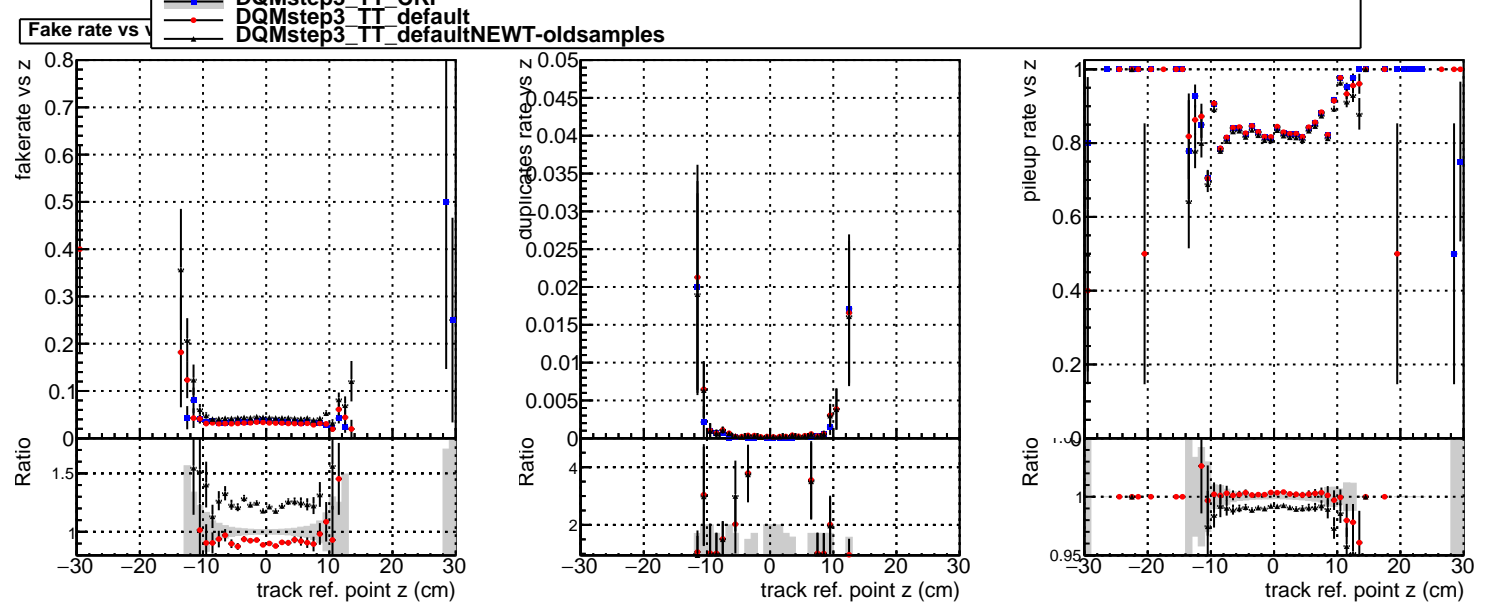 DQMstep3_TT_default
DQMstep3_TT_defaultNEWT-oldsamples
Fake rate vs v
fakerate vs z
0.8
0.7
0.6
0.5
0.4
0.3
0.2
0.1
0
Ratio
1.5
1
−30 −20 −10 0 10 20 30
track ref. point z (cm)
duplicates rate vs z
0.05
0.045
0.04
0.035
0.03
0.025
0.02
0.015
0.01
0.005
0
Ratio
4
2
−30 −20 −10 0 10 20 30
track ref. point z (cm)
pileup rate vs z
1
0.8
0.6
0.4
0.2
0
Ratio
1
0.95
−30 −20 −10 0 10 20 30
track ref. point z (cm)